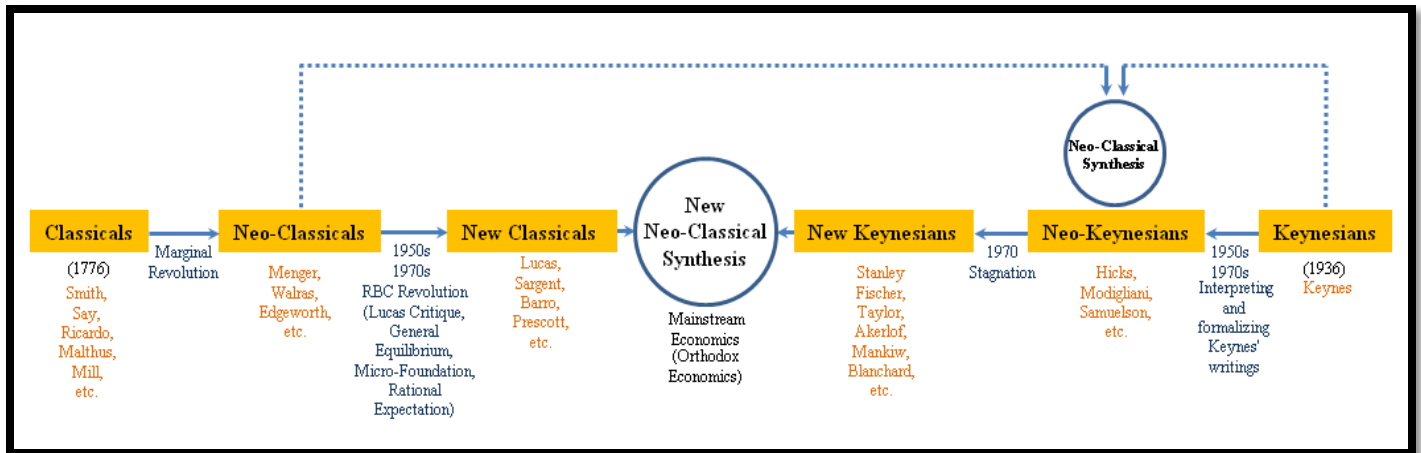 Neo-Classical
Synthesis
Classicals
Marginal
Revolution
Neo-Classicals
1950s
1970s
RBC Revolution
(Lucas Critique,
General
Equilibrium,
Micro-Foundation,
Rational
Expectation)
New Classicals
New
Neo-Classical
Synthesis
New Keynesians
1970
Stagnation
Neo-Keynesians
1950s
1970s
Interpreting
and
formalizing
Keynes'
writings
Keynesians
(1776)
Smith,
Say,
Ricardo,
Malthus,
Mill,
etc.
Menger,
Walras,
Edgeworth,
etc.
Lucas,
Sargent,
Barro,
Prescott,
etc.
Mainstream
Economics
(Orthodox
Economics)
Stanley
Fischer,
Taylor,
Akerlof,
Mankiw,
Blanchard,
etc.
Hicks,
Modigliani,
Samuelson,
etc.
(1936)
Keynes